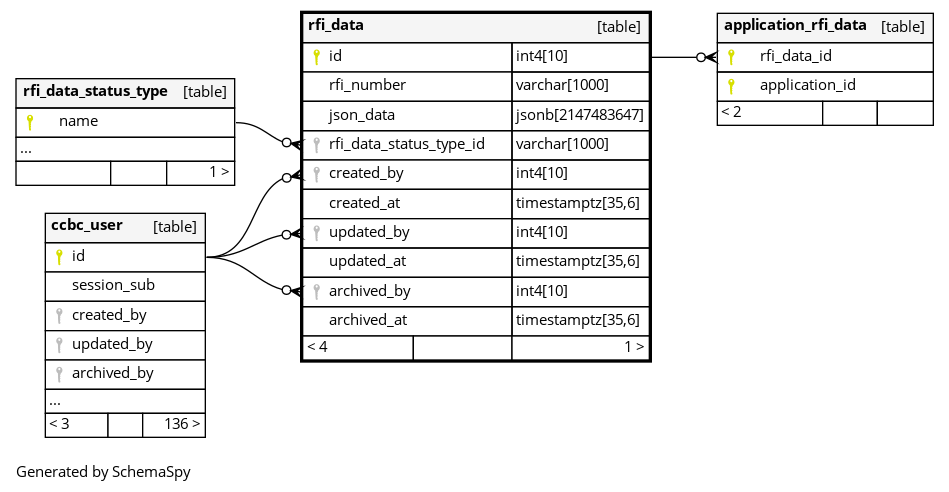 rfi_data_status_type [table]
name
...
1 >
ccbc_user [table]
id
session_sub
created_by
updated_by
archived_by
...
< 3 136 >
rfi_data [table]
id int4[10]
rfi_number varchar[1000]
json_data jsonb[2147483647]
rfi_data_status_type_id varchar[1000]
created_by int4[10]
created_at timestamptz[35,6]
updated_by int4[10]
updated_at timestamptz[35,6]
archived_by int4[10]
archived_at timestamptz[35,6]
< 4 1 >
application_rfi_data [table]
rfi_data_id
application_id
< 2
Generated by SchemaSpy